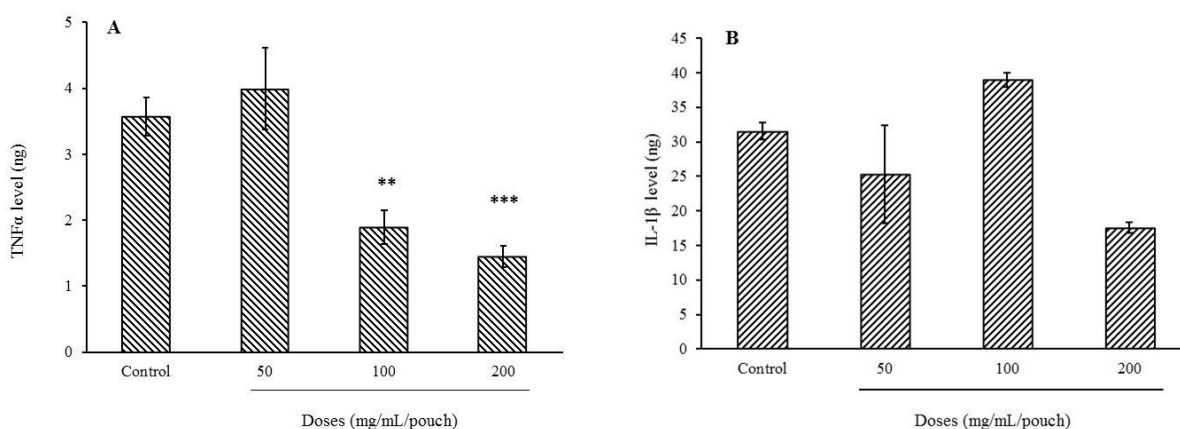 A
TNFα level (ng)
5
4
3
2
1
0
**
***
Control 50 100 200
Doses (mg/mL/pouch)
B
IL-1β level (ng)
45
40
35
30
25
20
15
10
5
0
Control 50 100 200
Doses (mg/mL/pouch)